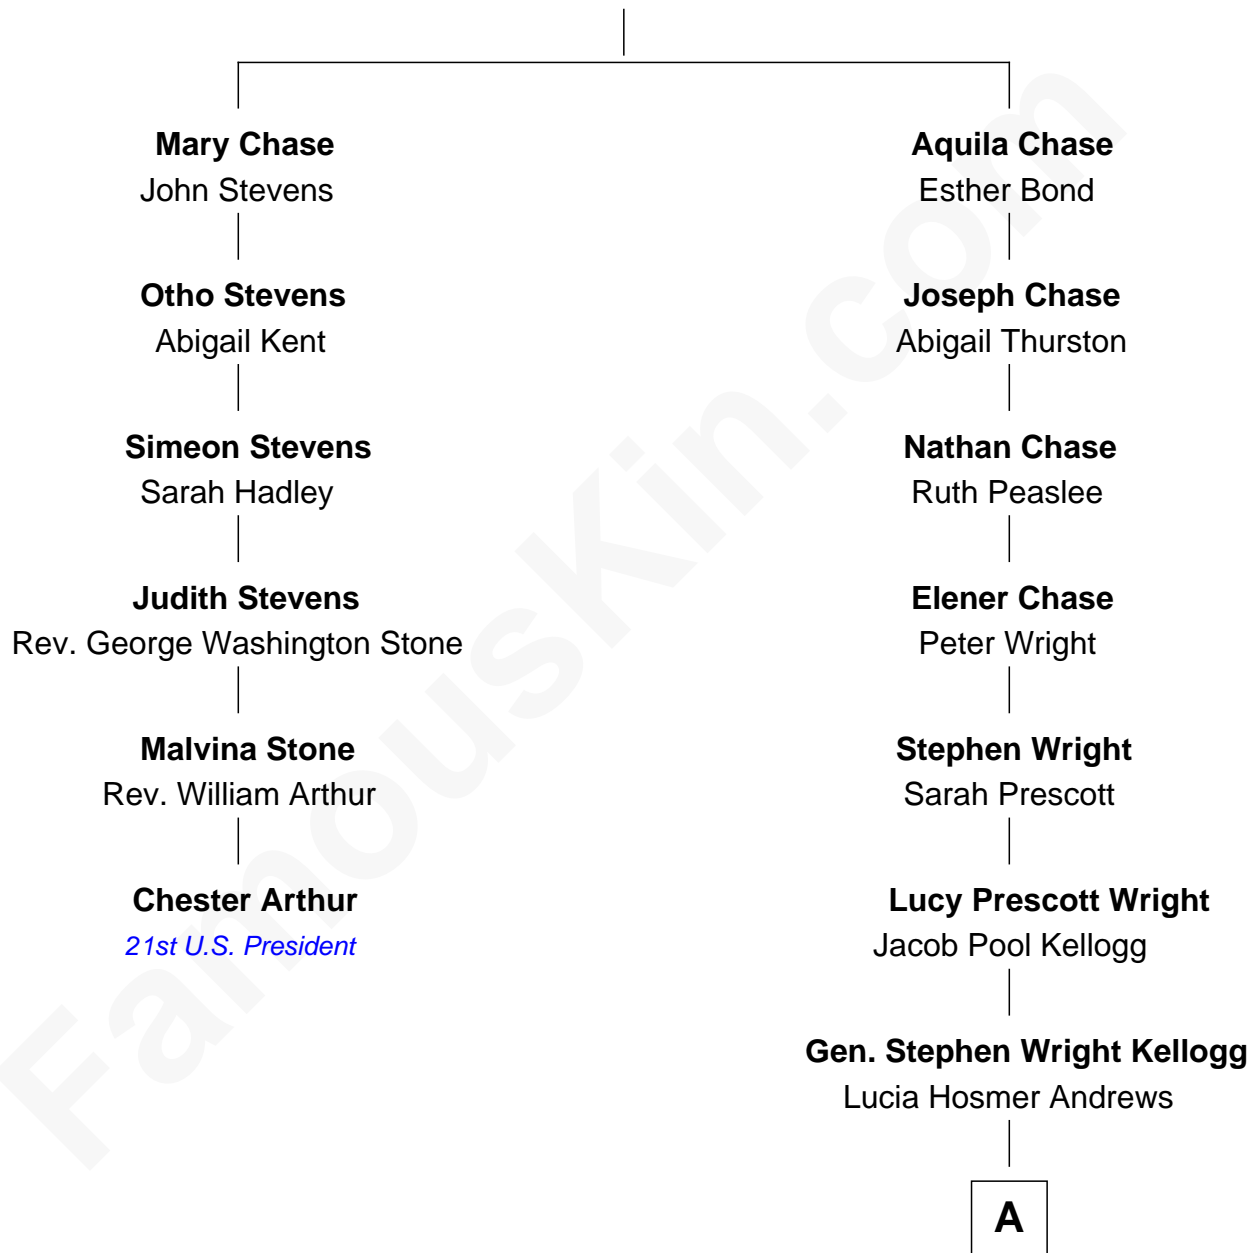 Mary Chase
John Stevens
Aquila Chase
Esther Bond
Otho Stevens
Abigail Kent
Joseph Chase
Abigail Thurston
Simeon Stevens
Sarah Hadley
Nathan Chase
Ruth Peaslee
Judith Stevens
Rev. George Washington Stone
Elener Chase
Peter Wright
Malvina Stone
Rev. William Arthur
Stephen Wright
Sarah Prescott
Chester Arthur
21st U.S. President
Lucy Prescott Wright
Jacob Pool Kellogg
Gen. Stephen Wright Kellogg
Lucia Hosmer Andrews
A
FamousKin.com